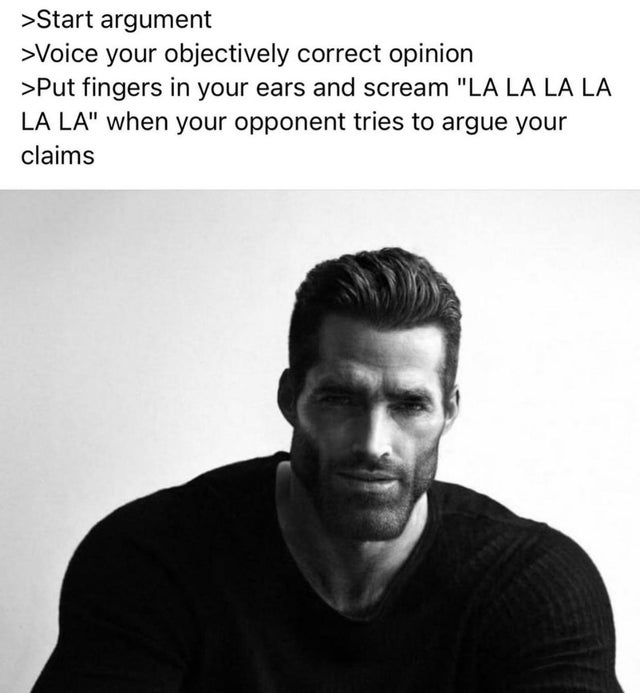 >Start argument
>Voice your objectively correct opinion
>Put fingers in your ears and scream "LA LA LA LA
LA LA" when your opponent tries to argue your
claims